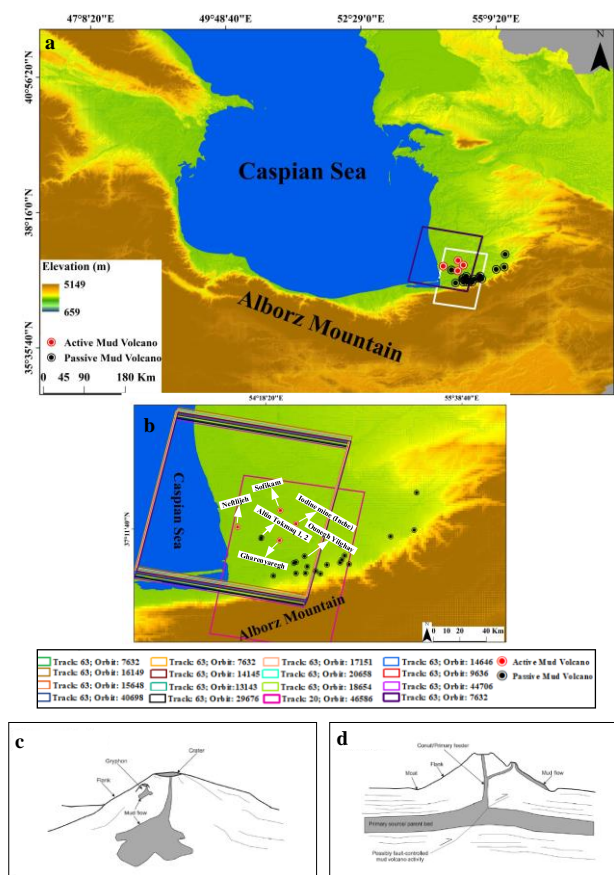 47°8'20"E 49°48'40"E 52°29'0"E 55°9'20"E
a
N
40°56'20"N
38°16'0"N
35°35'40"N
Caspian Sea
Elevation (m)
5149
659
Active Mud Volcano
Passive Mud Volcano
0 45 90 180 Km
Alborz Mountain
54°18'20"E 55°38'40"E
b
37°11'40"N
Caspian Sea
Neftlijeh
Sofikam
Iodine mine (Inche)
Altin Tokmaq 1, 2
Ounegh Yilghay
Gharenyaregh
Alborz Mountain
N
0 10 20 40 Km
Track: 63; Orbit: 7632 Track: 63; Orbit: 7632 Track: 63; Orbit: 17151 Track: 63; Orbit: 14646 Active Mud Volcano
Track: 63; Orbit: 16149 Track: 63; Orbit: 14145 Track: 63; Orbit: 20658 Track: 63; Orbit: 9636 Passive Mud Volcano
Track: 63; Orbit: 15648 Track: 63; Orbit: 13143 Track: 63; Orbit: 18654 Track: 63; Orbit: 44706
Track: 63; Orbit: 40698 Track: 63; Orbit: 29676 Track: 20; Orbit: 46586 Track: 63; Orbit: 7632
c
Crater
Gryphon
Flank
Mud flow
d
Conduit/Primary feeder
Flank
Moat
Mud flow
Primary source/ parent bed
Possibly fault-controlled
mud volcano activity